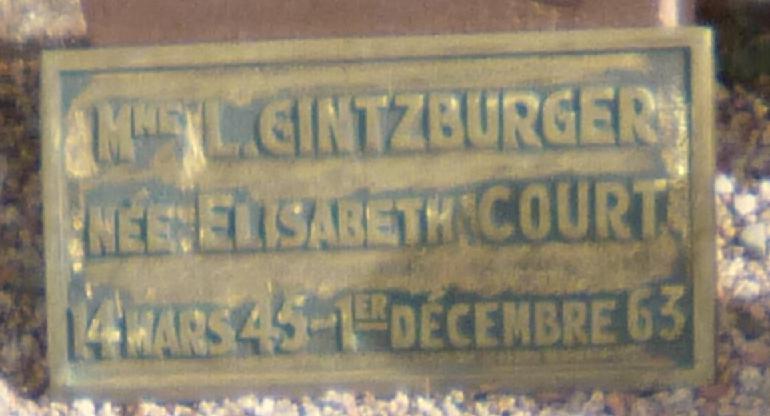 Mme L. GINTZBURGER
NÉE ELISABETH COURT
14 MARS 45-1ER DÉCEMBRE 63